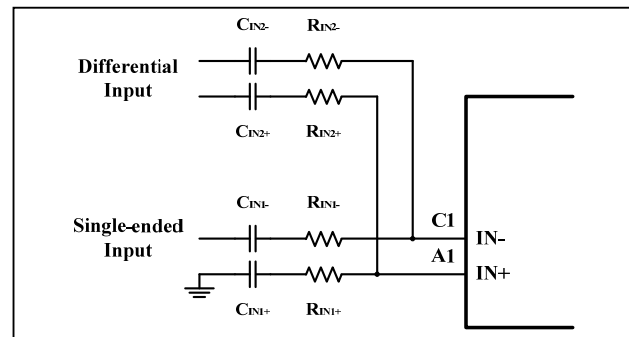 CIN2- RIN2-
Differential
Input
CIN2+ RIN2+
CIN1- RIN1-
Single-ended
Input
C1
IN-
A1
IN+
CIN1+ RIN1+